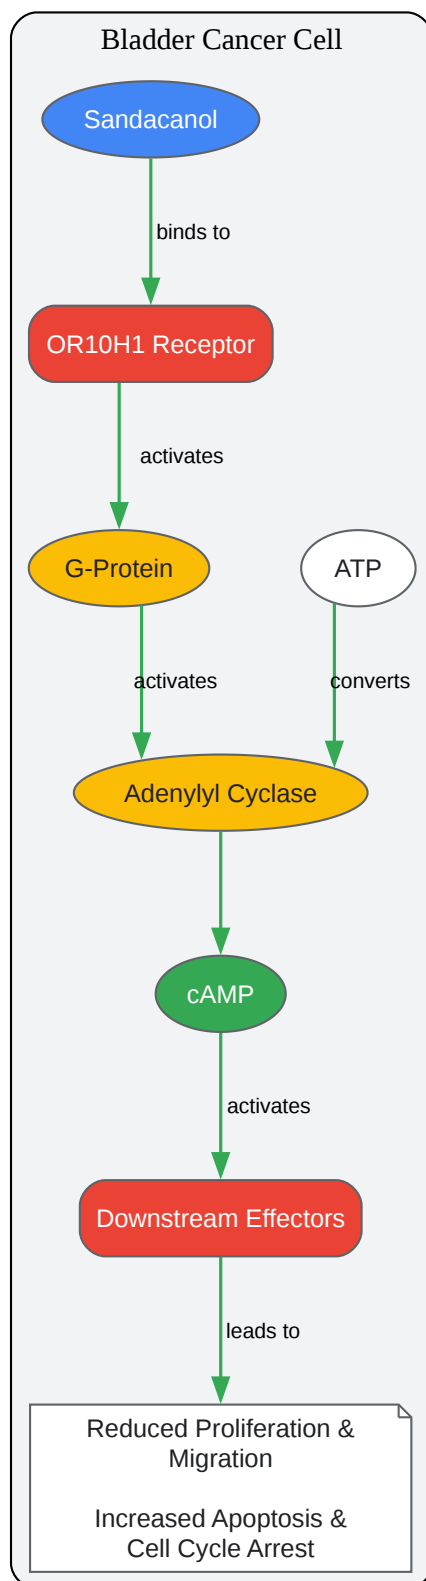 Bladder Cancer Cell
Sandacanol
binds to
OR10H1 Receptor
activates
G-Protein
ATP
activates
converts
Adenylyl Cyclase
cAMP
activates
Downstream Effectors
leads to
Reduced Proliferation &
Migration
Increased Apoptosis &
Cell Cycle Arrest